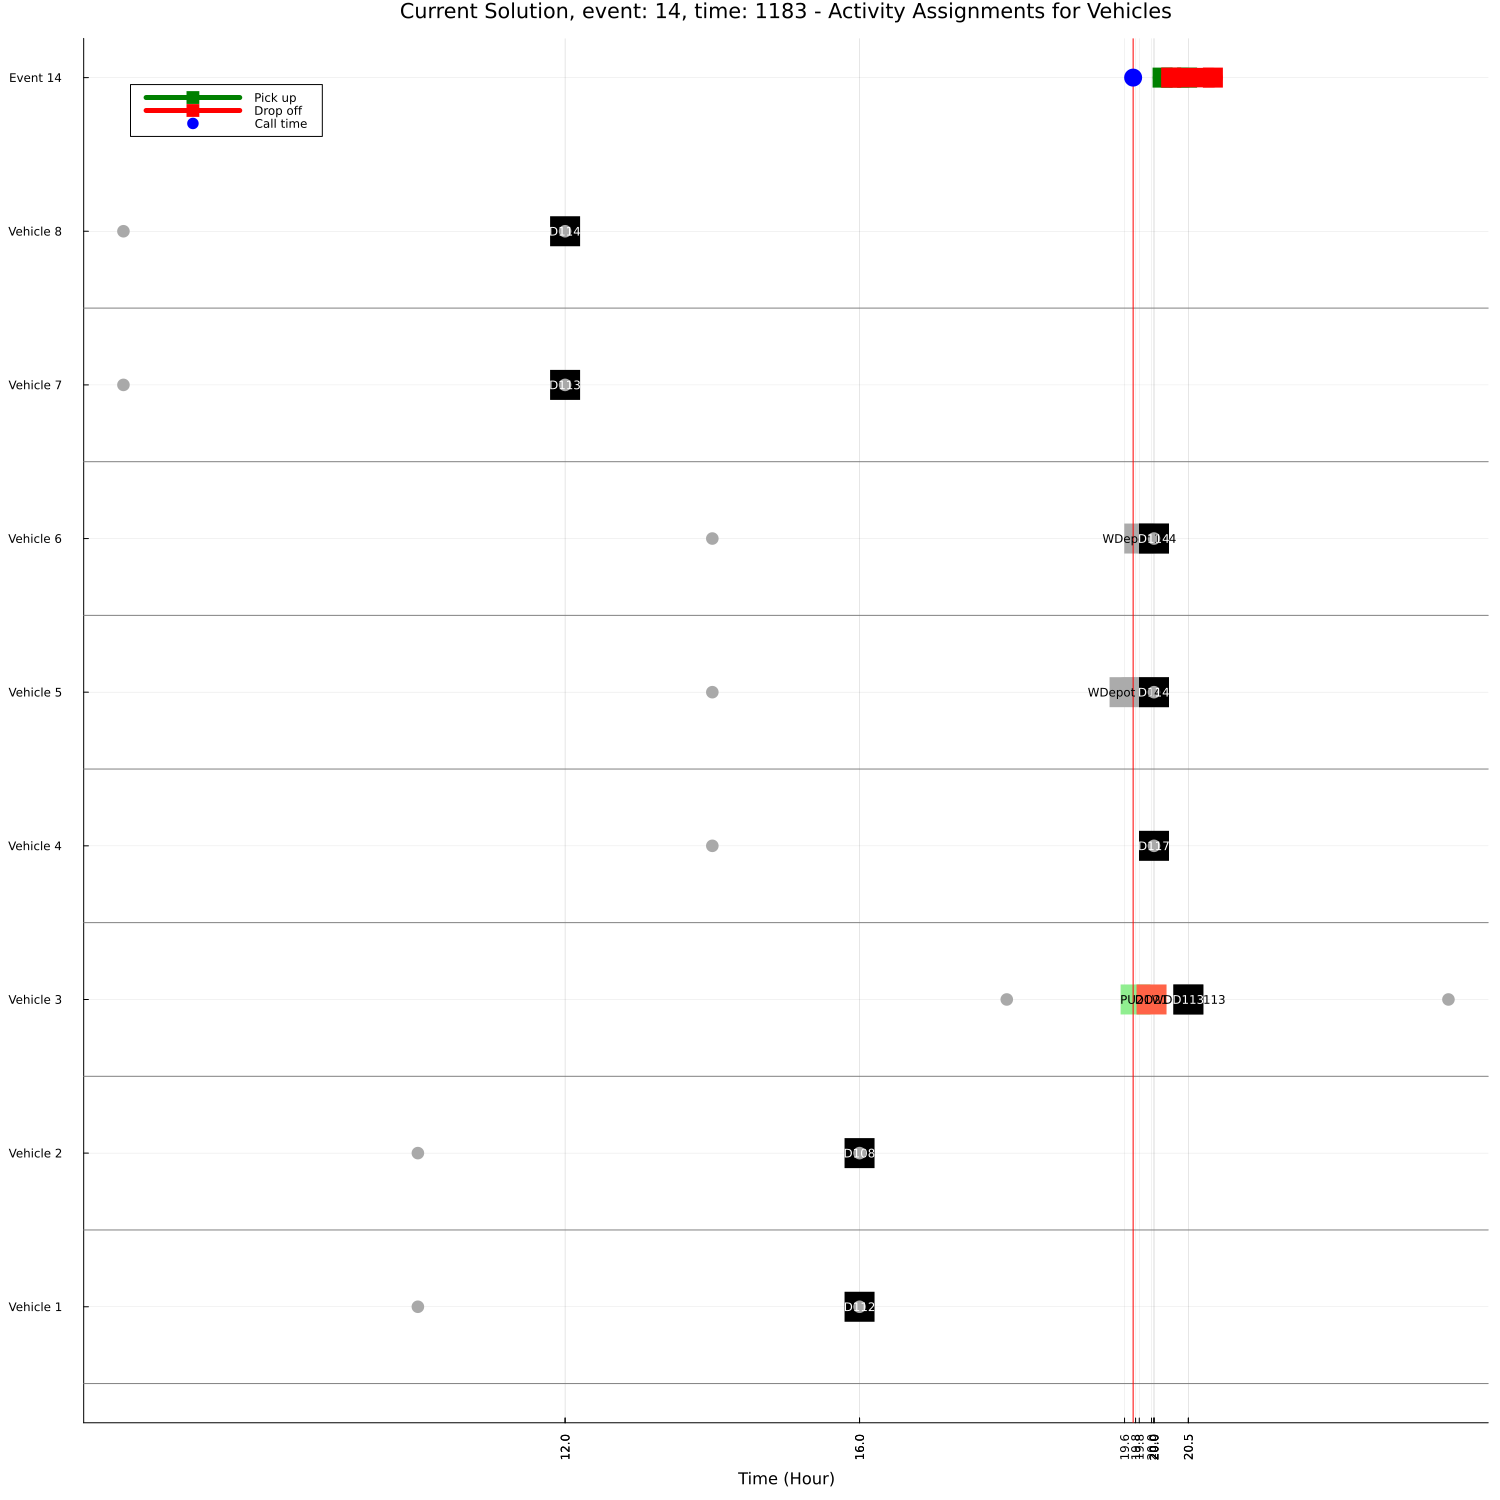 Current Solution, event: 14, time: 1183 - Activity Assignments for Vehicles
Event 14
Pick up
Drop off
Call time
Vehicle 8
D114
Vehicle 7
D113
Vehicle 6
Vehicle 5
WDepot
Vehicle 4
D117
Vehicle 3
D113
Vehicle 2
D108
Vehicle 1
D112
12.0
16.0
19.6
20.5
Time (Hour)